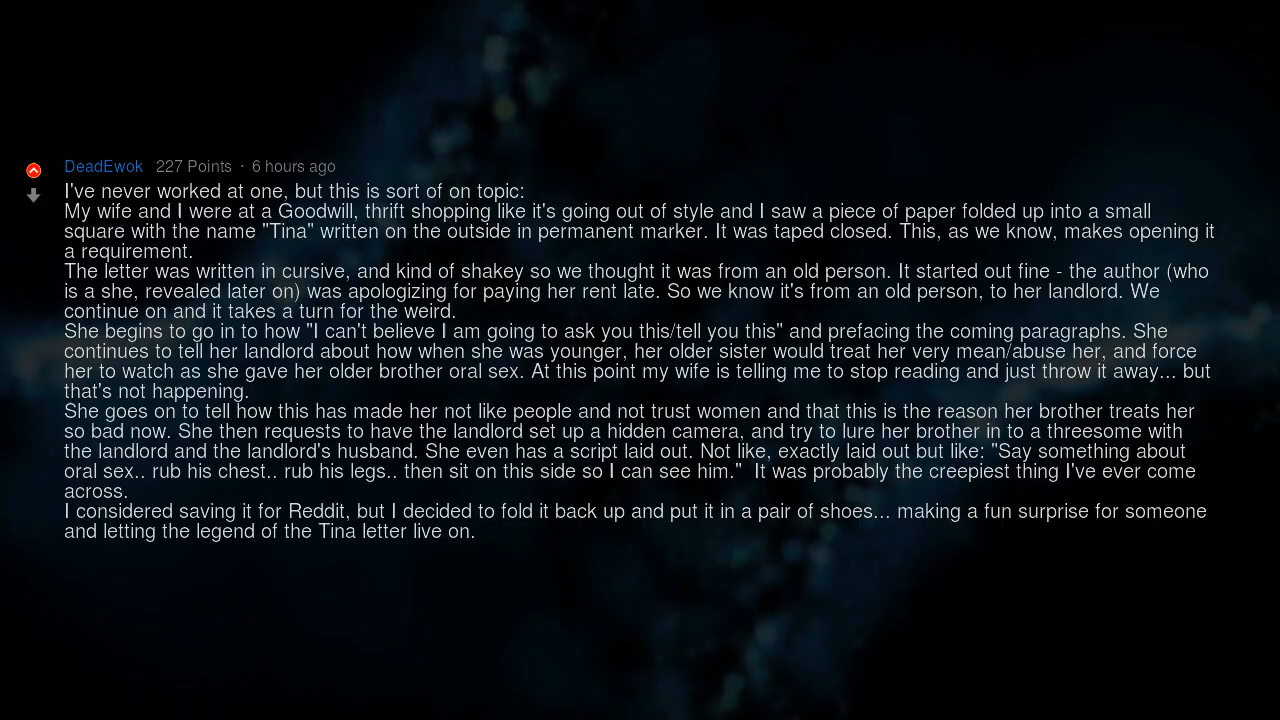 DeadEwok 227 Points · 6 hours ago
I've never worked at one, but this is sort of on topic:
My wife and I were at a Goodwill, thrift shopping like it's going out of style and I saw a piece of paper folded up into a small
square with the name "Tina" written on the outside in permanent marker. It was taped closed. This, as we know, makes opening it
a requirement.
The letter was written in cursive, and kind of shakey so we thought it was from an old person. It started out fine - the author (who
is a she, revealed later on) was apologizing for paying her rent late. So we know it's from an old person, to her landlord. We
continue on and it takes a turn for the weird.
She begins to go in to how "I can't believe I am going to ask you this/tell you this" and prefacing the coming paragraphs. She
continues to tell her landlord about how when she was younger, her older sister would treat her very mean/abuse her, and force
her to watch as she gave her older brother oral sex. At this point my wife is telling me to stop reading and just throw it away... but
that's not happening.
She goes on to tell how this has made her not like people and not trust women and that this is the reason her brother treats her
so bad now. She then requests to have the landlord set up a hidden camera, and try to lure her brother in to a threesome with
the landlord and the landlord's husband. She even has a script laid out. Not like, exactly laid out but like: "Say something about
oral sex.. rub his chest.. rub his legs.. then sit on this side so I can see him."  It was probably the creepiest thing I've ever come
across.
I considered saving it for Reddit, but I decided to fold it back up and put it in a pair of shoes... making a fun surprise for someone
and letting the legend of the Tina letter live on.